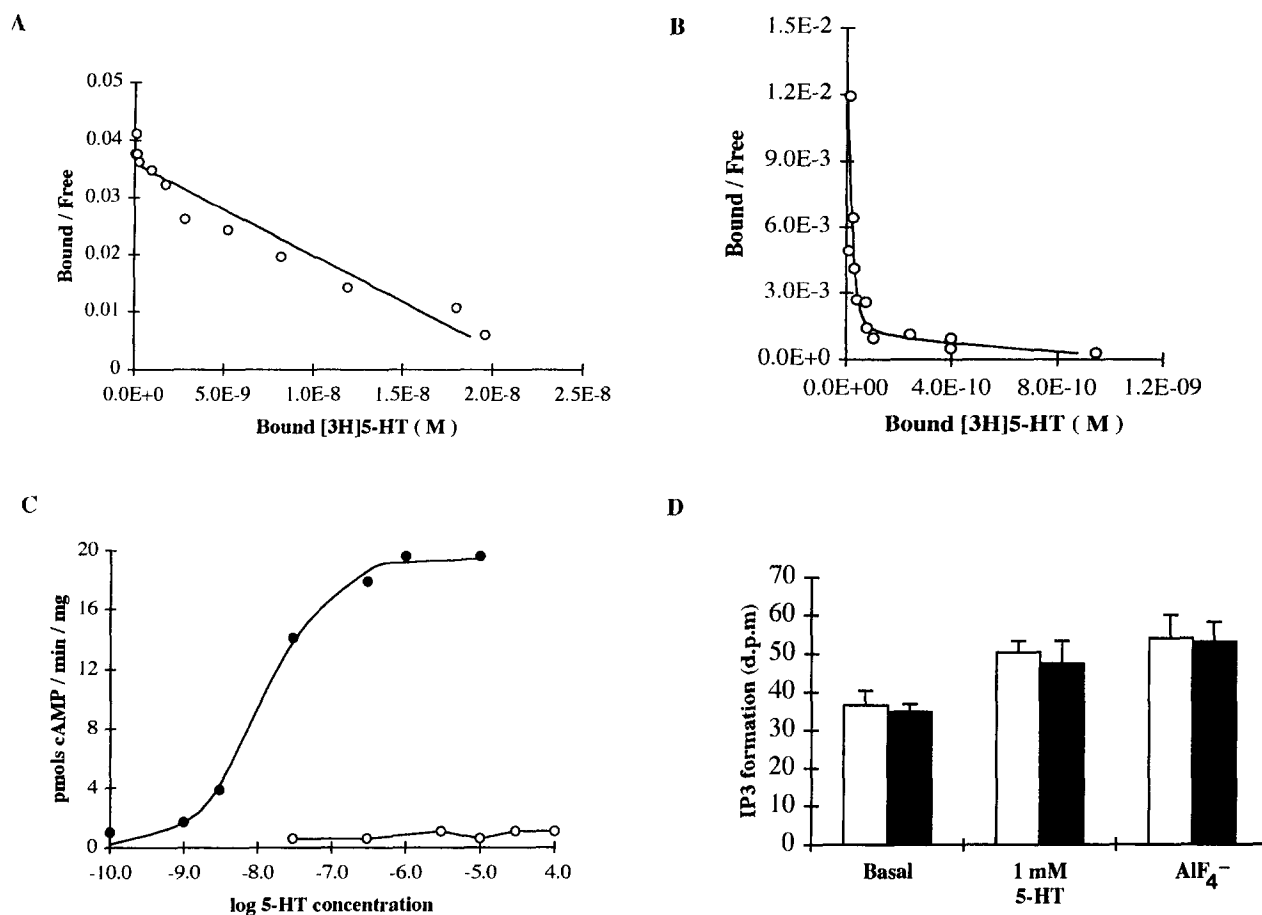 A
0.05
0.04
0.03
0.02
0.01
0
Bound / Free
0.0E+0 5.0E-9 1.0E-8 1.5E-8 2.0E-8 2.5E-8
Bound [3H]5-HT ( M )
B
1.5E-2
1.2E-2
9.0E-3
6.0E-3
3.0E-3
0.0E+0
Bound / Free
0.0E+00 4.0E-10 8.0E-10 1.2E-09
Bound [3H]5-HT ( M )
C
20
16
12
8
4
0
pmols cAMP / min / mg
-10.0 -9.0 -8.0 -7.0 -6.0 -5.0 4.0
log 5-HT concentration
D
70
60
50
40
30
20
10
0
IP3 formation (d.p.m)
Basal 1 mM AlF4−
5-HT